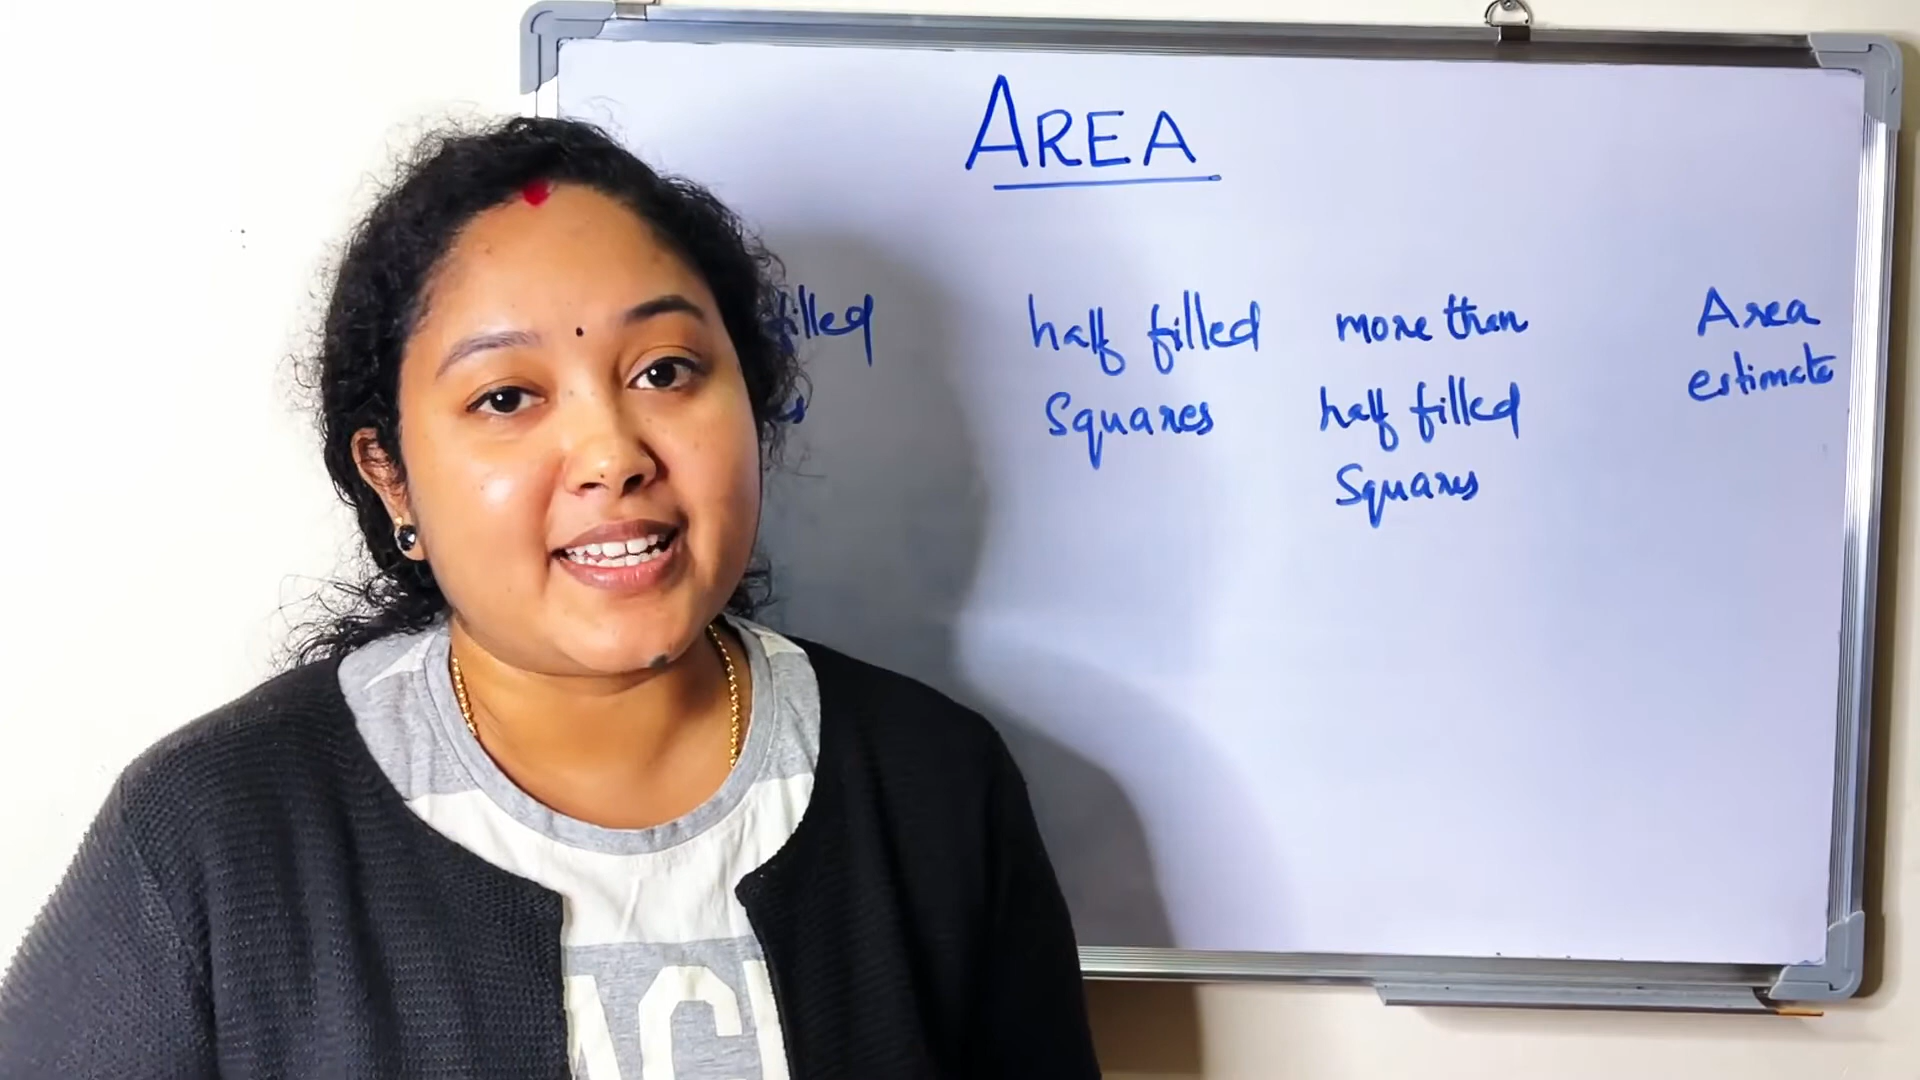 AREA
filled half filled more than Area
Squares half filled estimate
Squares